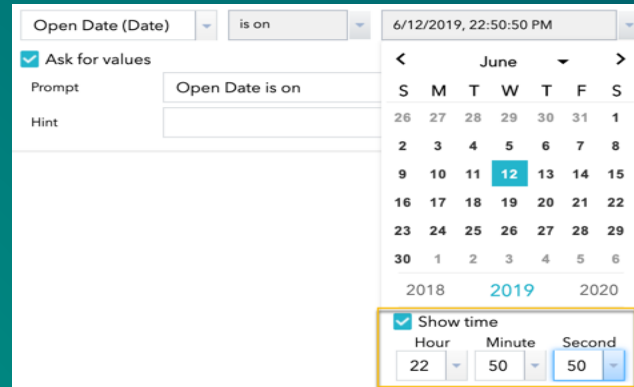 Open Date (Date) is on 6/12/2019, 22:50:50 PM
Ask for values
Prompt Open Date is on
Hint
June
S M T W T F S
26 27 28 29 30 31 1
2 3 4 5 6 7 8
9 10 11 12 13 14 15
16 17 18 19 20 21 22
23 24 25 26 27 28 29
30 1 2 3 4 5 6
2018 2019 2020
Show time
Hour Minute Second
22 50 50